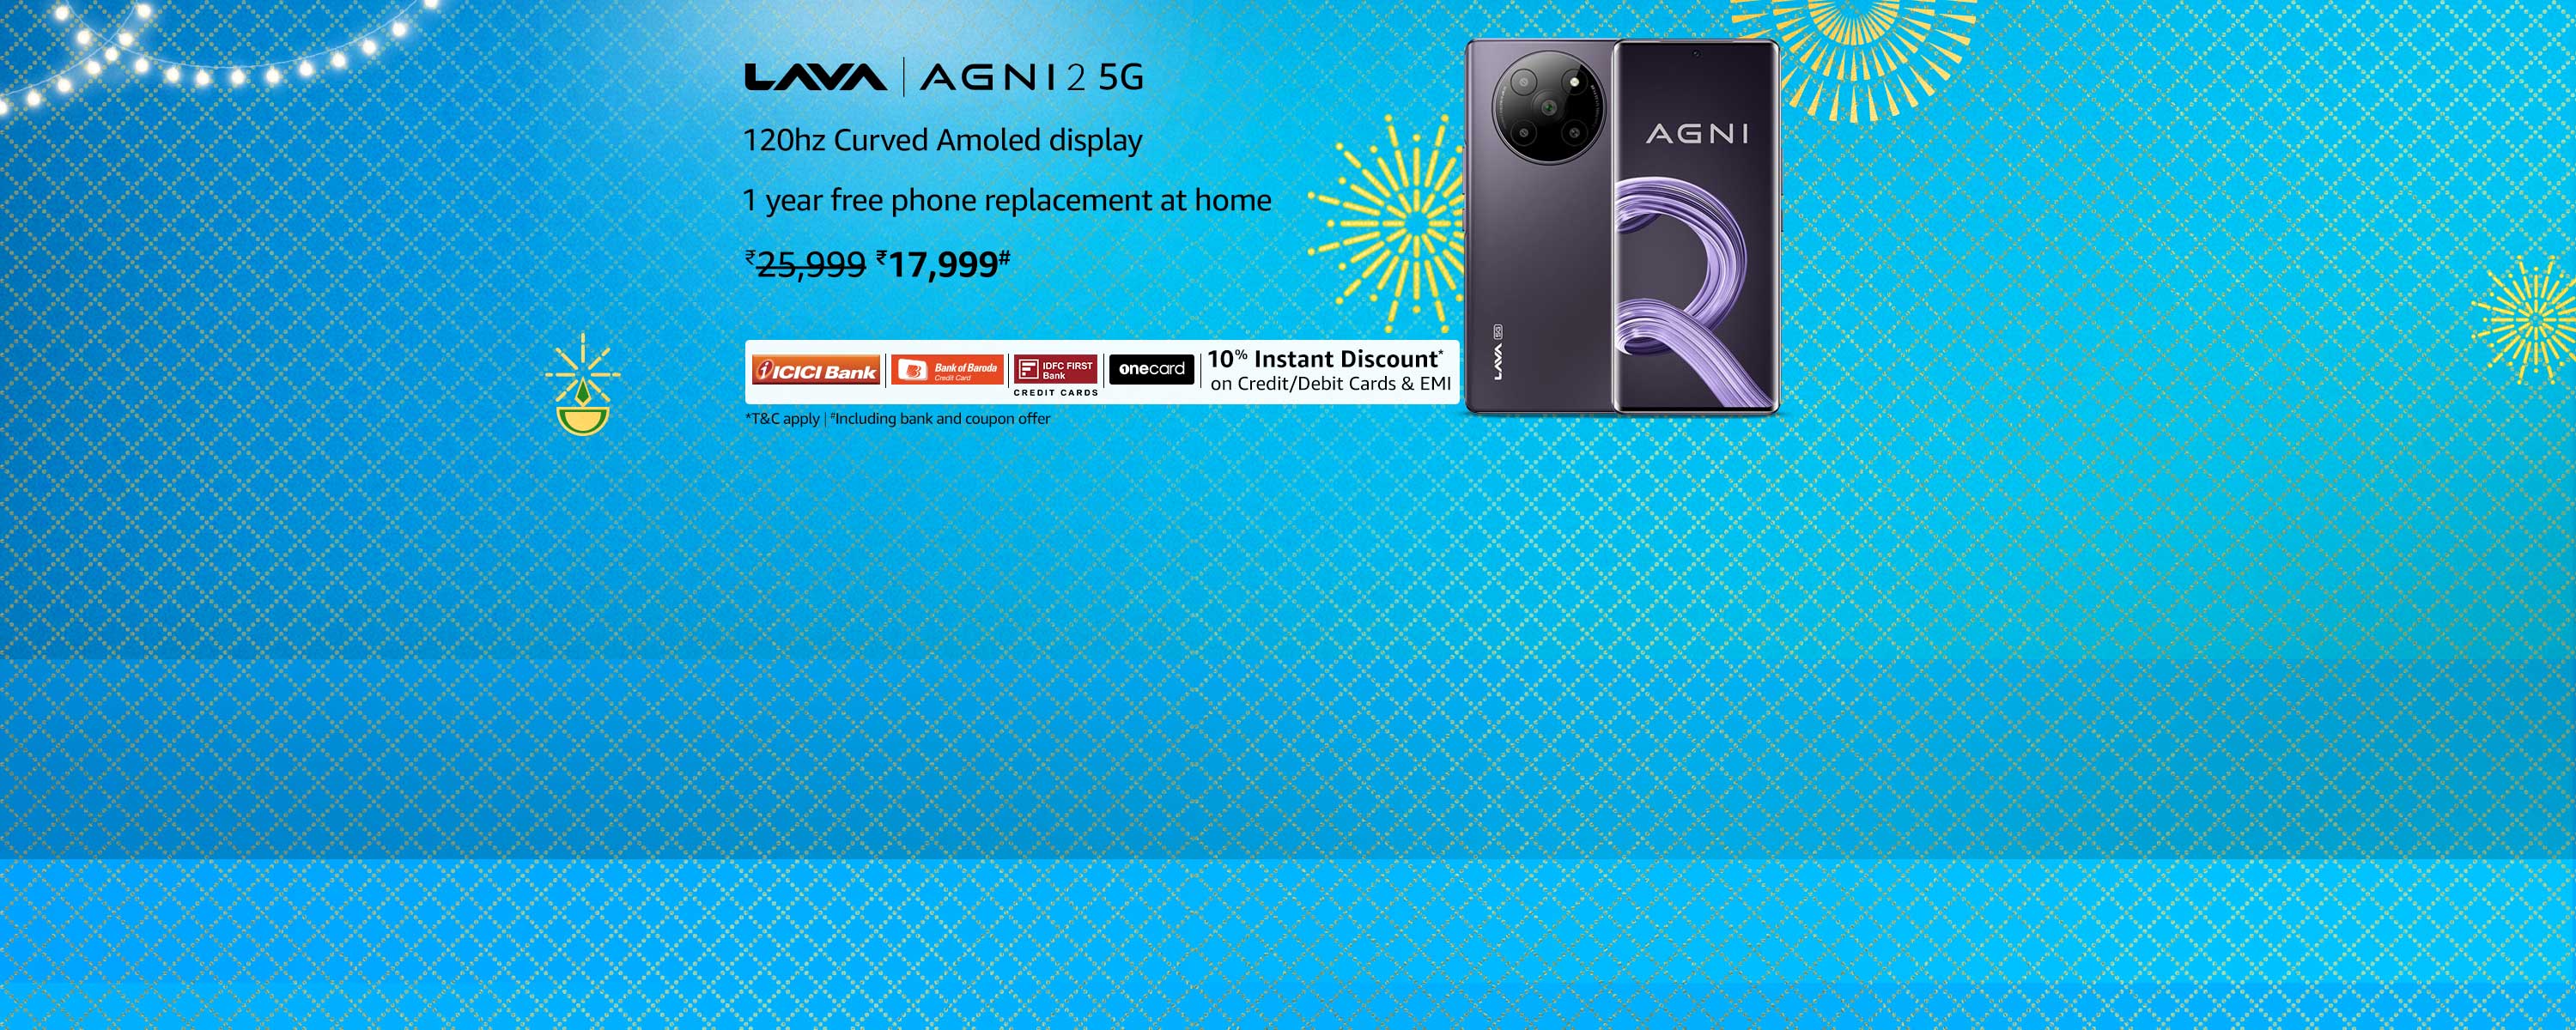 LAVA | AGNI 2 5G
120hz Curved Amoled display
1 year free phone replacement at home
₹25,999 ₹17,999#
ICICI Bank
Bank of Baroda
Credit Card
IDFC FIRST
Bank
CREDIT CARDS
onecard
10% Instant Discount*
on Credit/Debit Cards & EMI
*T&C apply | #Including bank and coupon offer
AGNI
LAVA 5G